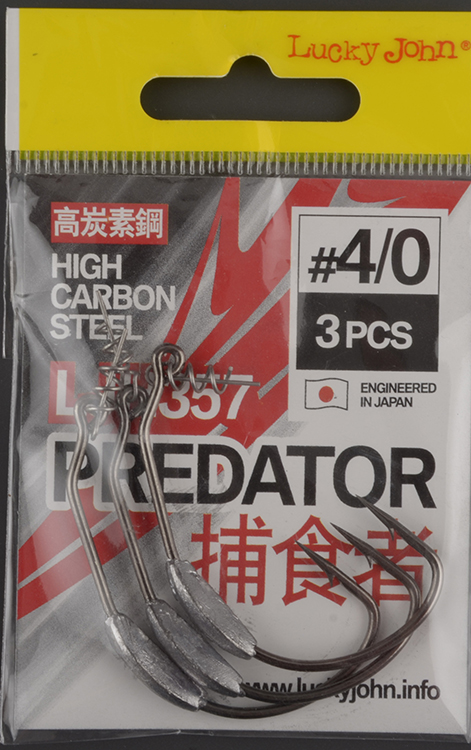 Lucky John®
高炭素鋼
HIGH
CARBON
STEEL
#4/0
3 PCS
ENGINEERED
IN JAPAN
357
PREDATOR
捕食者
www.luckyjohn.info